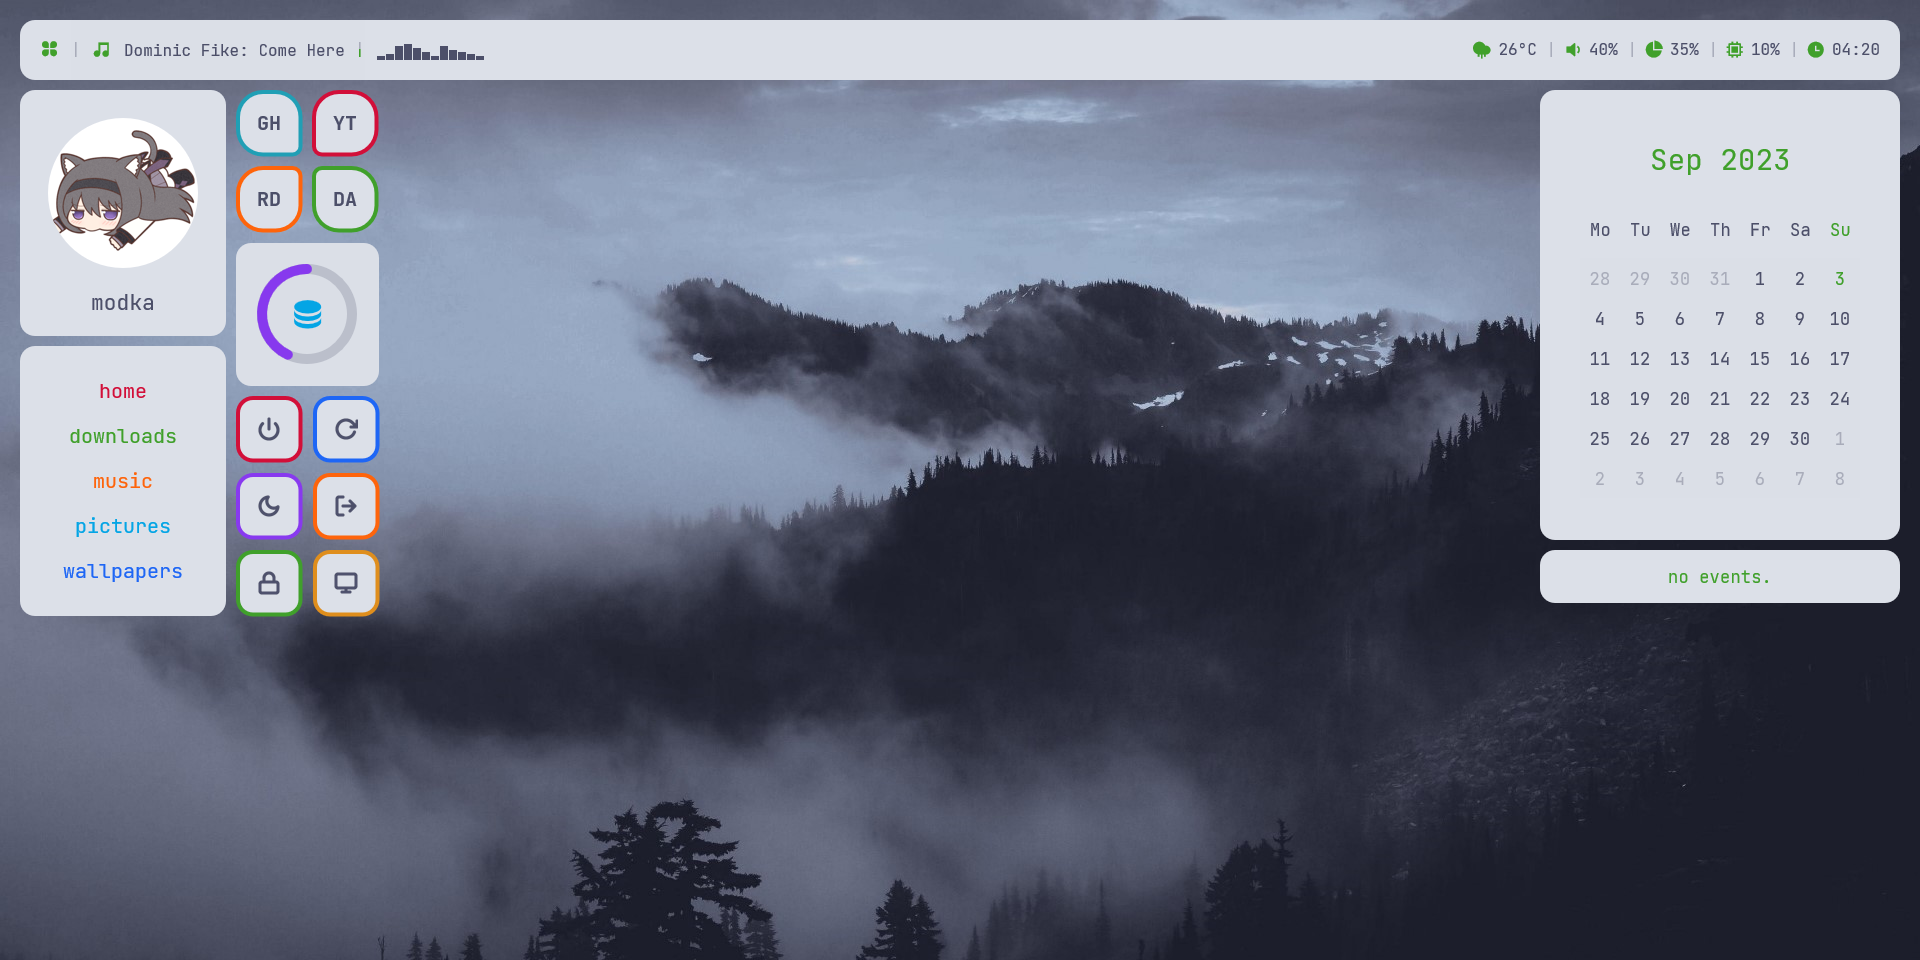 Dominic Fike: Come Here
26°C | 40% | 35% | 10% | 04:20
modka
home
downloads
music
pictures
wallpapers
GH YT
RD DA
Sep 2023
Mo Tu We Th Fr Sa Su
28 29 30 31 1 2 3
4 5 6 7 8 9 10
11 12 13 14 15 16 17
18 19 20 21 22 23 24
25 26 27 28 29 30 1
2 3 4 5 6 7 8
no events.